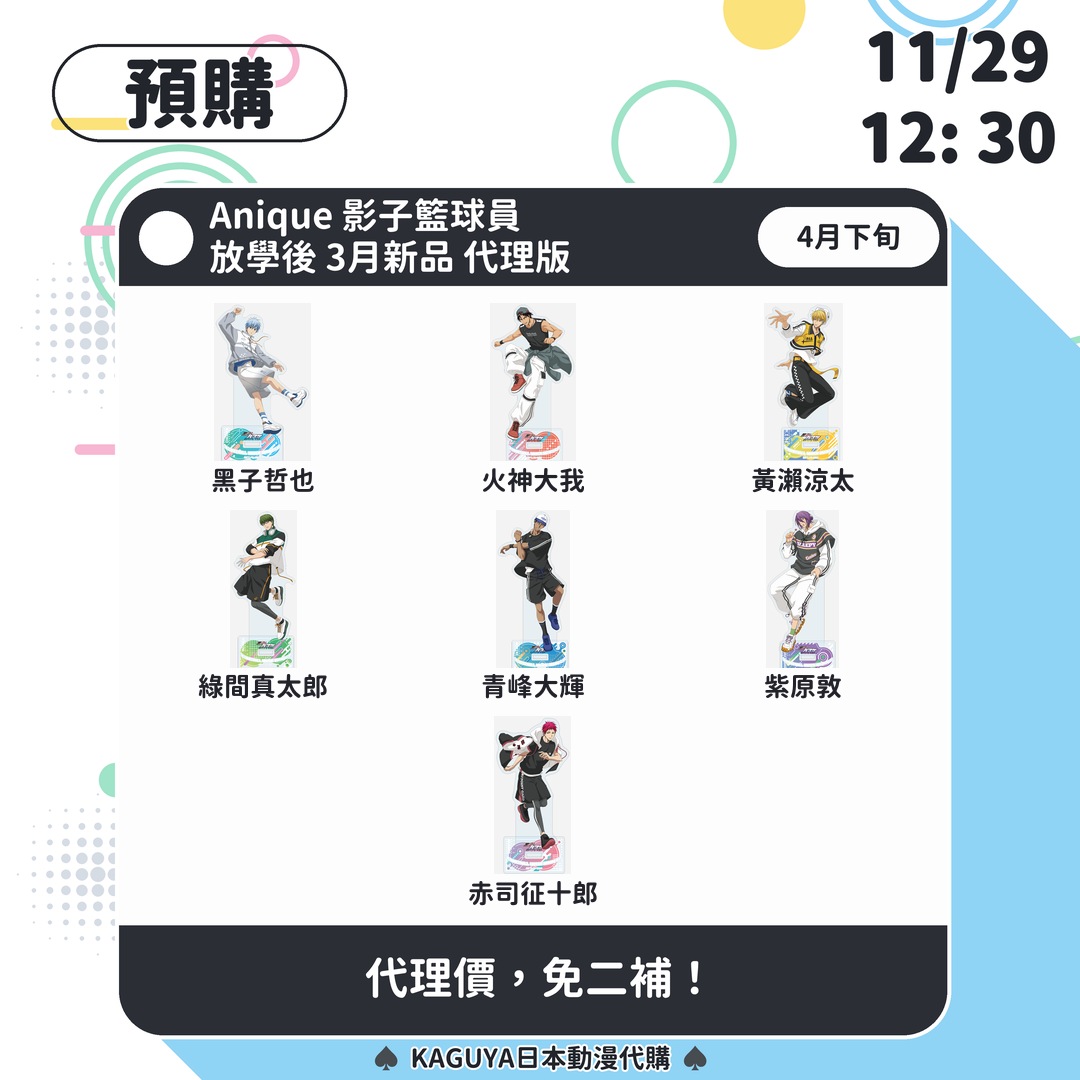 預購
11/29
12: 30
Anique 影子籃球員
放學後 3月新品 代理版
4月下旬
黑子哲也
火神大我
黃瀨涼太
綠間真太郎
青峰大輝
紫原敦
赤司征十郎
代理價，免二補！
♠ KAGUYA日本動漫代購 ♠